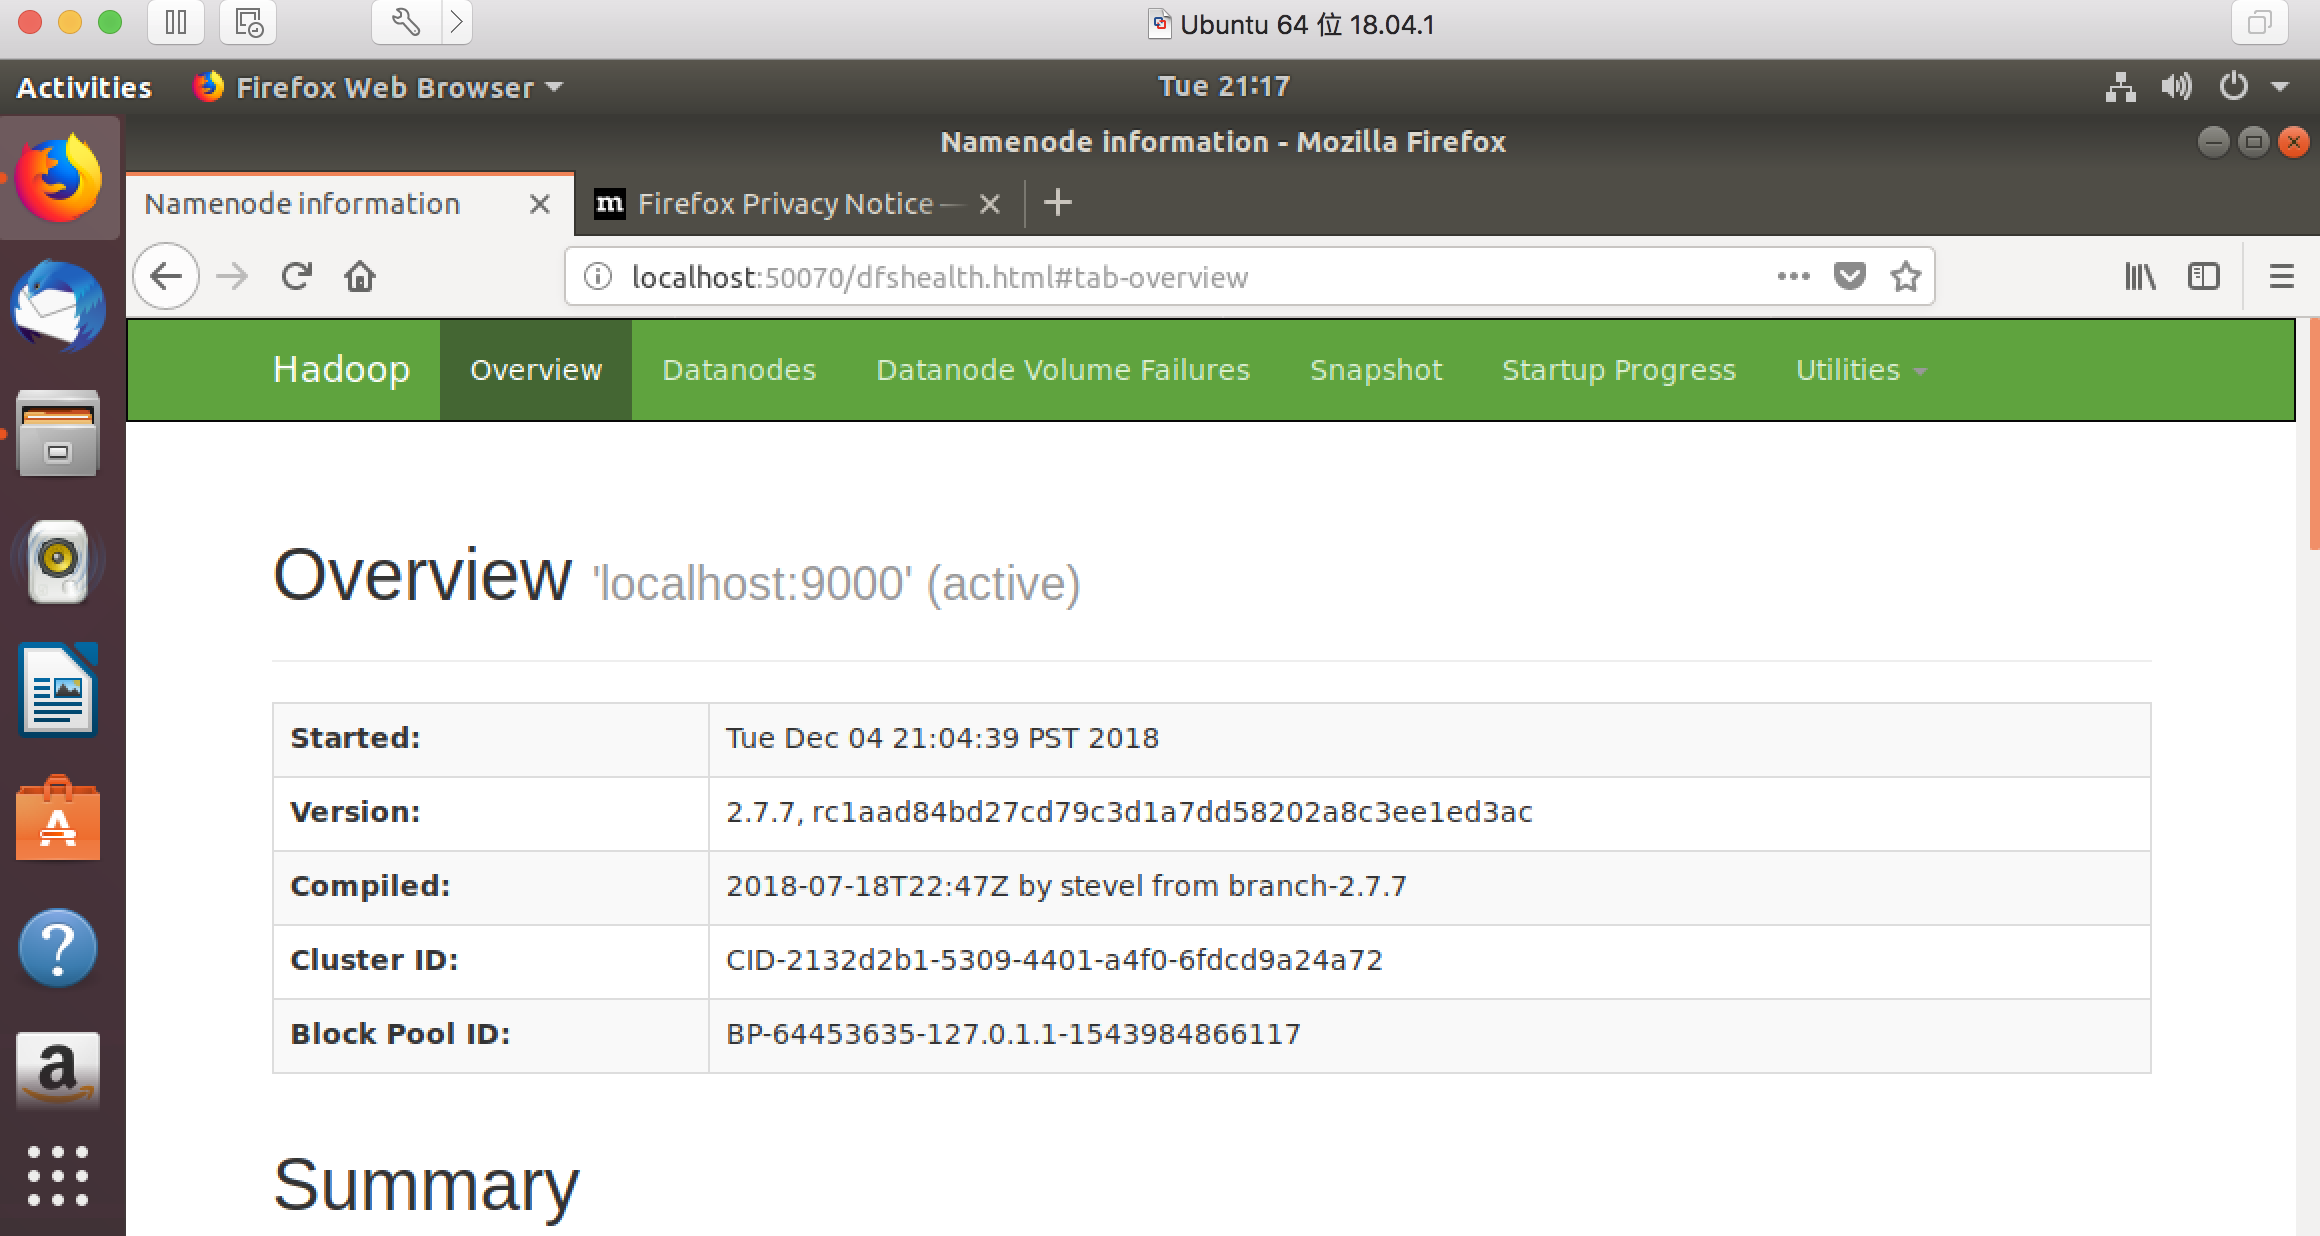 Ubuntu 64 位 18.04.1
Activities Firefox Web Browser Tue 21:17
Namenode information - Mozilla Firefox
Namenode information m Firefox Privacy Notice —
localhost:50070/dfshealth.html#tab-overview
Hadoop Overview Datanodes Datanode Volume Failures Snapshot Startup Progress Utilities
Overview 'localhost:9000' (active)
Started: Tue Dec 04 21:04:39 PST 2018
Version: 2.7.7, rc1aad84bd27cd79c3d1a7dd58202a8c3ee1ed3ac
Compiled: 2018-07-18T22:47Z by stevel from branch-2.7.7
Cluster ID: CID-2132d2b1-5309-4401-a4f0-6fdcd9a24a72
Block Pool ID: BP-64453635-127.0.1.1-1543984866117
Summary